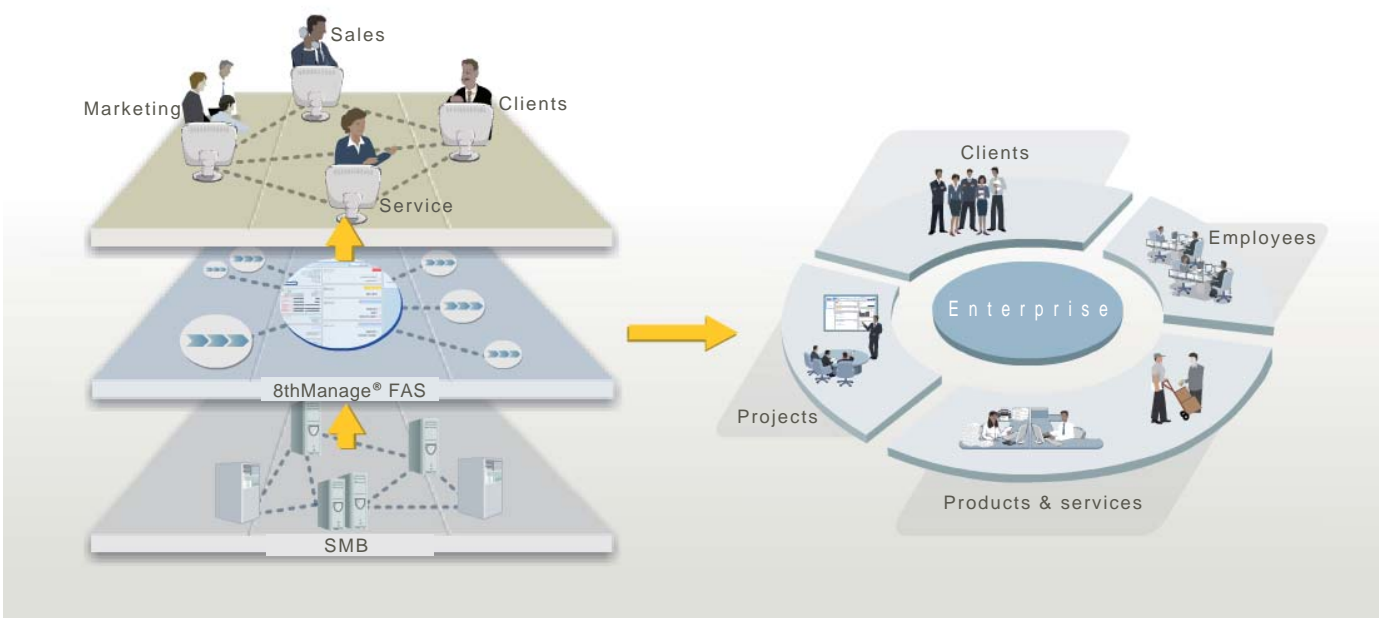 Sales
Marketing
Clients
Service
8thManage® FAS
SMB
Clients
Employees
Enterprise
Projects
Products & services